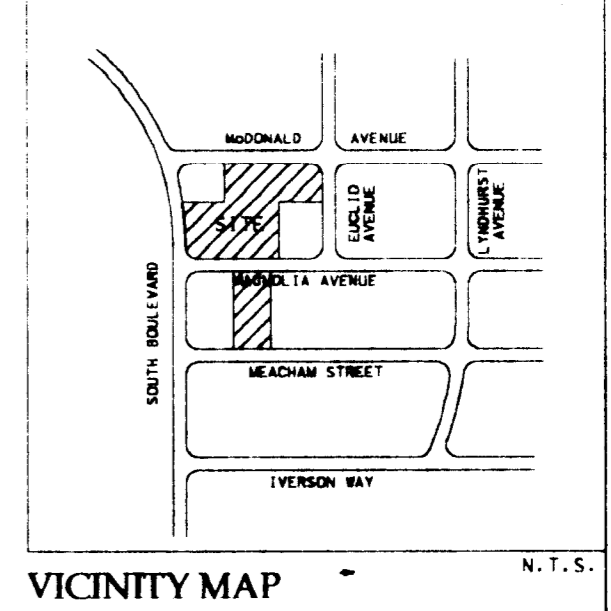 McDONALD AVENUE
EUCLID
AVENUE
LYNDHURST
AVENUE
SITE
MAGNOLIA AVENUE
SOUTH BOULEVARD
MEACHAM STREET
IVERSON WAY
N.T.S.
VICINITY MAP